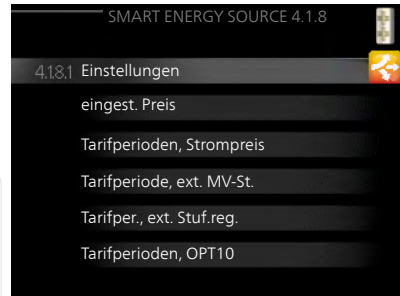 SMART ENERGY SOURCE 4.1.8
4.1.8.1 Einstellungen
eingest. Preis
Tarifperioden, Strompreis
Tarifperiode, ext. MV-St.
Tarifper., ext. Stuf.reg.
Tarifperioden, OPT10